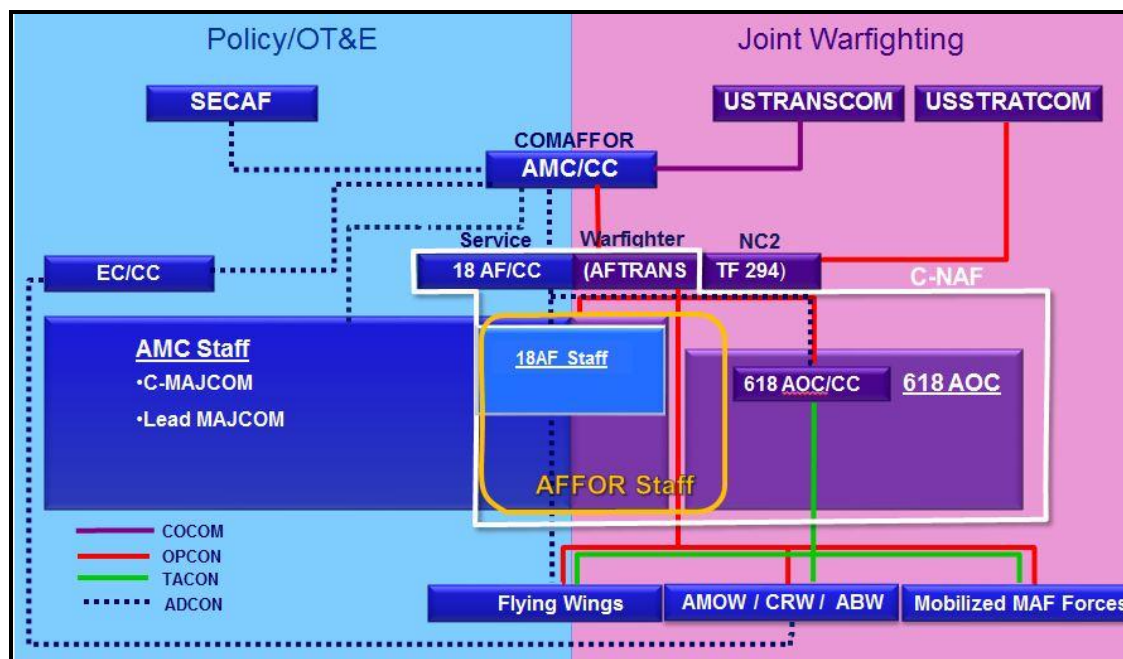 Policy/OT&E
Joint Warfighting
SECAF
USTRANSCOM
USSTRATCOM
COMAFFOR
AMC/CC
Service
Warfighter
NC2
EC/CC
18 AF/CC
(AFTRANS
TF 294)
C-NAF
AMC Staff
•C-MAJCOM
•Lead MAJCOM
18AF Staff
618 AOC/CC
618 AOC
AFFOR Staff
COCOM
OPCON
TACON
ADCON
Flying Wings
AMOW / CRW / ABW
Mobilized MAF Forces